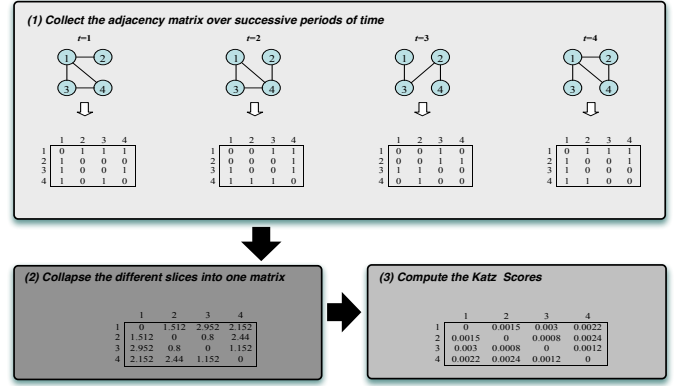 (1) Collect the adjacency matrix over successive periods of time
t=1 t=2 t=3 t=4
1 2 1 2 1 2 1 2
3 4 3 4 3 4 3 4
1 2 3 4 1 2 3 4 1 2 3 4 1 2 3 4
1 0 1 1 1 1 0 0 1 1 1 0 0 1 0 1 0 1 1 1
2 1 0 0 0 2 0 0 0 1 2 0 0 1 1 2 1 0 0 1
3 1 0 0 1 3 1 0 0 1 3 1 1 0 0 3 1 0 0 0
4 1 0 1 0 4 1 1 1 0 4 0 1 0 0 4 1 1 0 0
(2) Collapse the different slices into one matrix
1 2 3 4
1 0 1.512 2.952 2.152
2 1.512 0 0.8 2.44
3 2.952 0.8 0 1.152
4 2.152 2.44 1.152 0
(3) Compute the Katz Scores
1 2 3 4
1 0 0.0015 0.003 0.0022
2 0.0015 0 0.0008 0.0024
3 0.003 0.0008 0 0.0012
4 0.0022 0.0024 0.0012 0